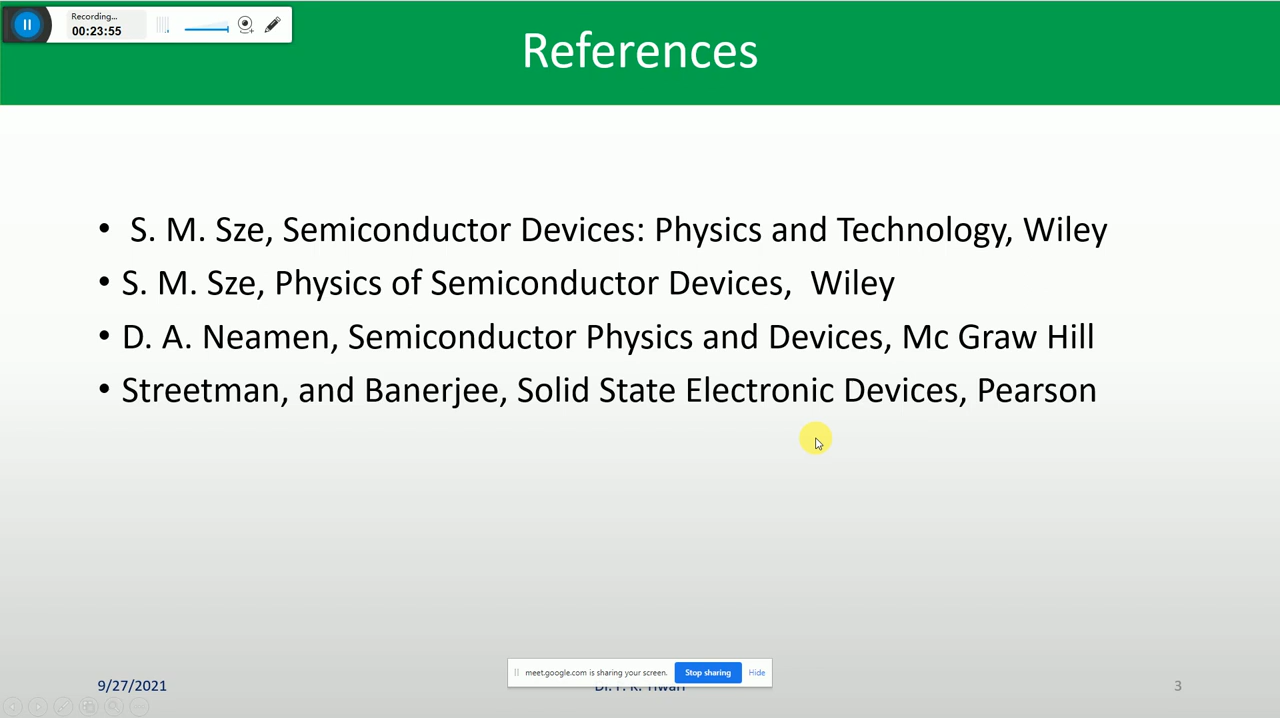 Recording...
00:23:55
References
• S. M. Sze, Semiconductor Devices: Physics and Technology, Wiley
• S. M. Sze, Physics of Semiconductor Devices, Wiley
• D. A. Neamen, Semiconductor Physics and Devices, Mc Graw Hill
• Streetman, and Banerjee, Solid State Electronic Devices, Pearson
meet.google.com is sharing your screen. Stop sharing Hide
9/27/2021 3